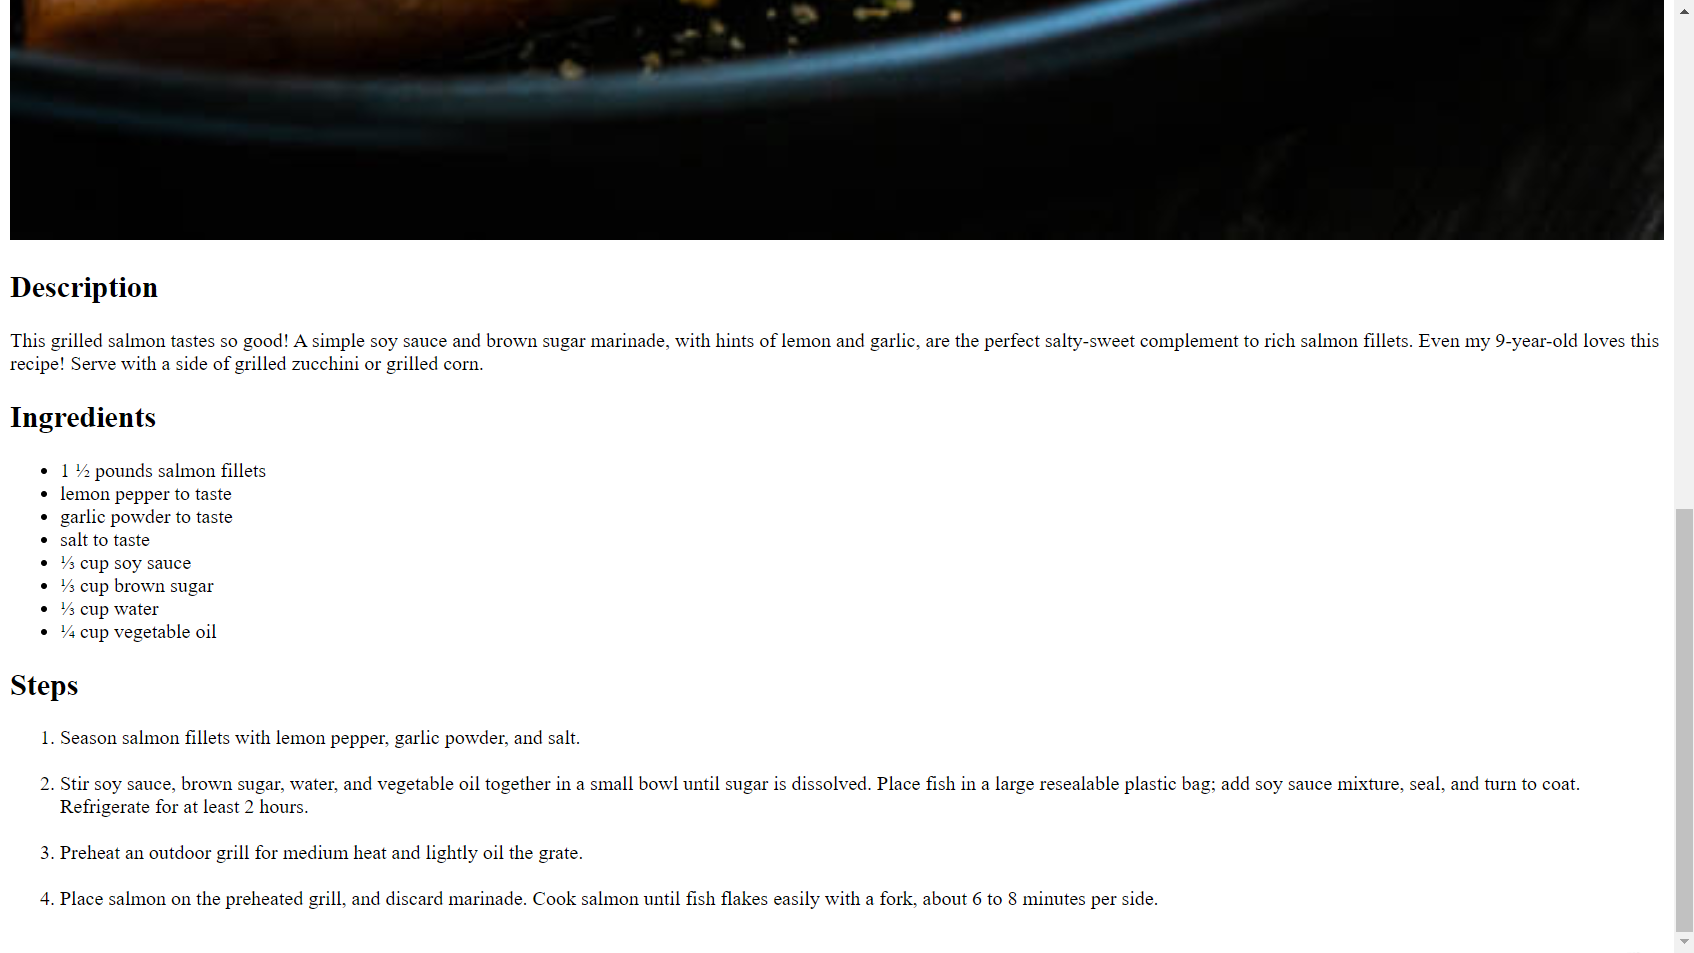 Description
This grilled salmon tastes so good! A simple soy sauce and brown sugar marinade, with hints of lemon and garlic, are the perfect salty-sweet complement to rich salmon fillets. Even my 9-year-old loves this
recipe! Serve with a side of grilled zucchini or grilled corn.
Ingredients
• 1 ½ pounds salmon fillets
• lemon pepper to taste
• garlic powder to taste
• salt to taste
• ⅓ cup soy sauce
• ⅓ cup brown sugar
• ⅓ cup water
• ¼ cup vegetable oil
Steps
1. Season salmon fillets with lemon pepper, garlic powder, and salt.
2. Stir soy sauce, brown sugar, water, and vegetable oil together in a small bowl until sugar is dissolved. Place fish in a large resealable plastic bag; add soy sauce mixture, seal, and turn to coat.
Refrigerate for at least 2 hours.
3. Preheat an outdoor grill for medium heat and lightly oil the grate.
4. Place salmon on the preheated grill, and discard marinade. Cook salmon until fish flakes easily with a fork, about 6 to 8 minutes per side.